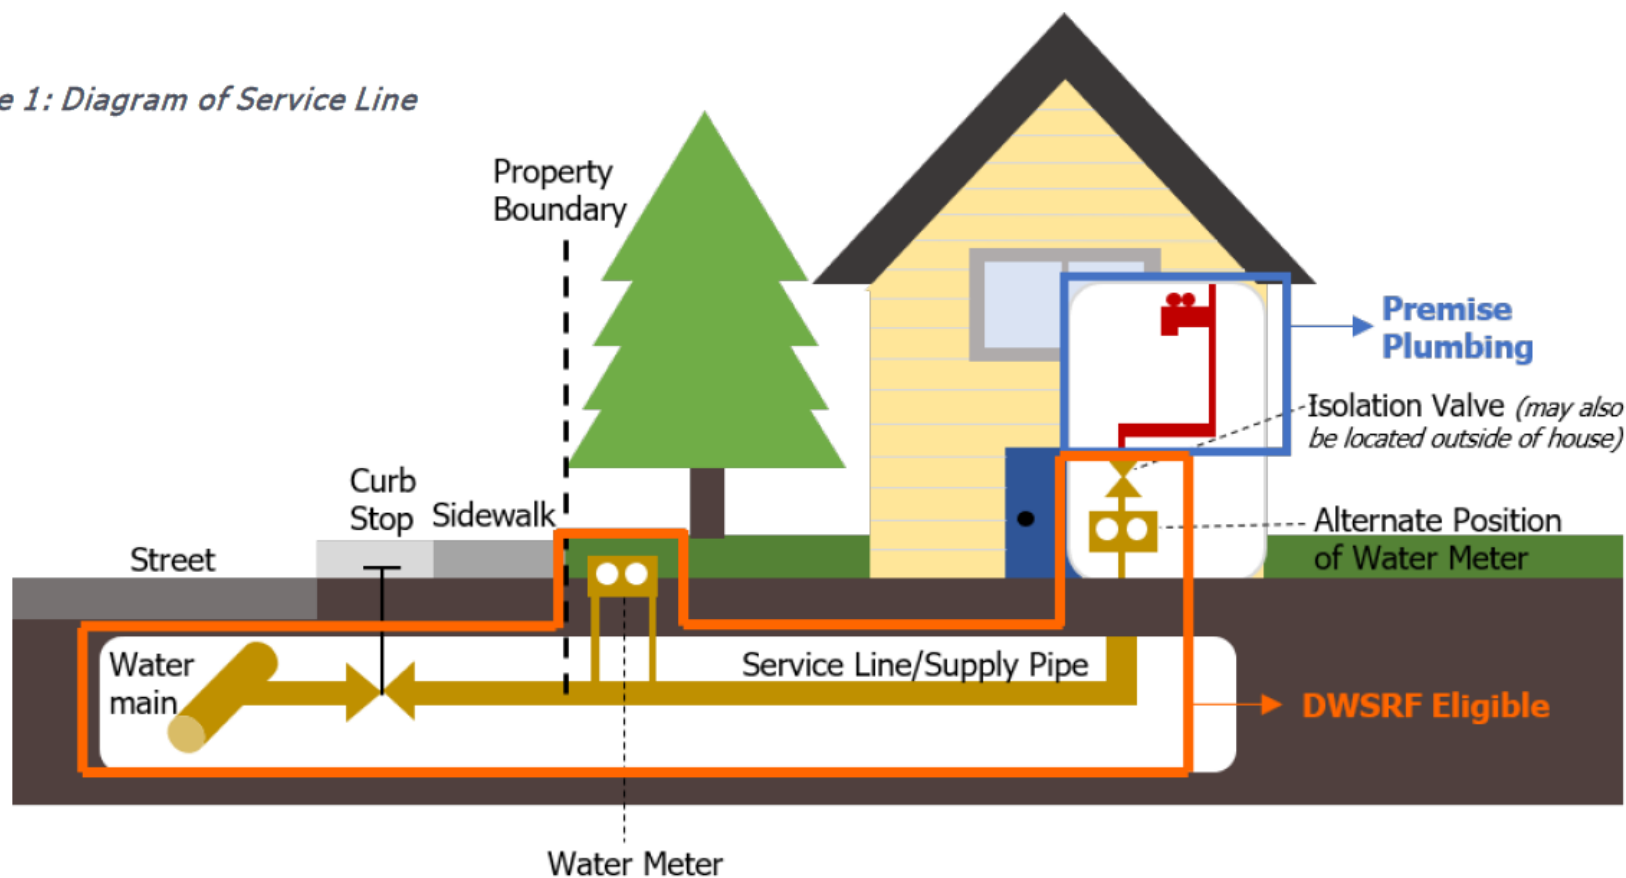 e 1: Diagram of Service Line
Property
Boundary
Premise
Plumbing
Isolation Valve (may also
be located outside of house)
Curb
Stop
Sidewalk
Street
Alternate Position
of Water Meter
Water
main
Service Line/Supply Pipe
DWSRF Eligible
Water Meter